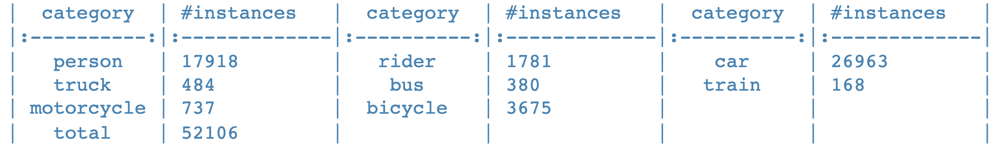 | category | #instances | category | #instances | category | #instances |
|:----------:|:-------------|:----------:|:-------------|:----------:|:-------------|
| person | 17918 | rider | 1781 | car | 26963 |
| truck | 484 | bus | 380 | train | 168 |
| motorcycle | 737 | bicycle | 3675 | | |
| total | 52106 | | | | |